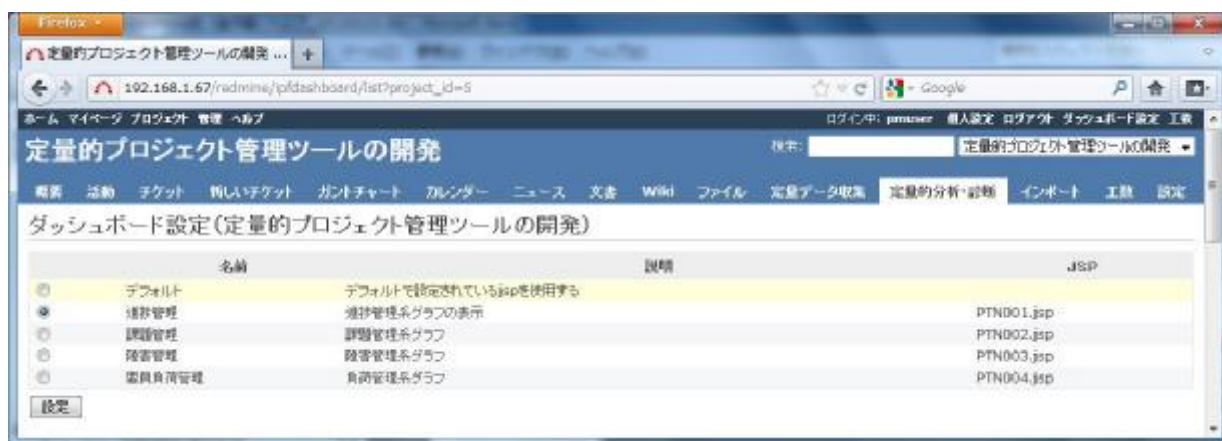 Firefox
定量的プロジェクト管理ツールの開発 ... +
192.168.1.67/redmine/ipfdashboard/list?project_id=5 Google
ホーム マイページ プロジェクト 管理 ヘルプ ログイン中: pmuser 個人設定 ログアウト ダッシュボード設定 工数
定量的プロジェクト管理ツールの開発 検索: 定量的プロジェクト管理ツールの開発
概要 活動 チケット 新しいチケット ガントチャート カレンダー ニュース 文書 Wiki ファイル 定量データ収集 定量的分析・診断 インポート 工数 設定
ダッシュボード設定(定量的プロジェクト管理ツールの開発)
名前 説明 JSP
デフォルト デフォルトで設定されているjspを使用する
進捗管理 進捗管理系グラフの表示 PTN001.jsp
課題管理 課題管理系グラフ PTN002.jsp
障害管理 障害管理系グラフ PTN003.jsp
要員負荷管理 負荷管理系グラフ PTN004.jsp
設定